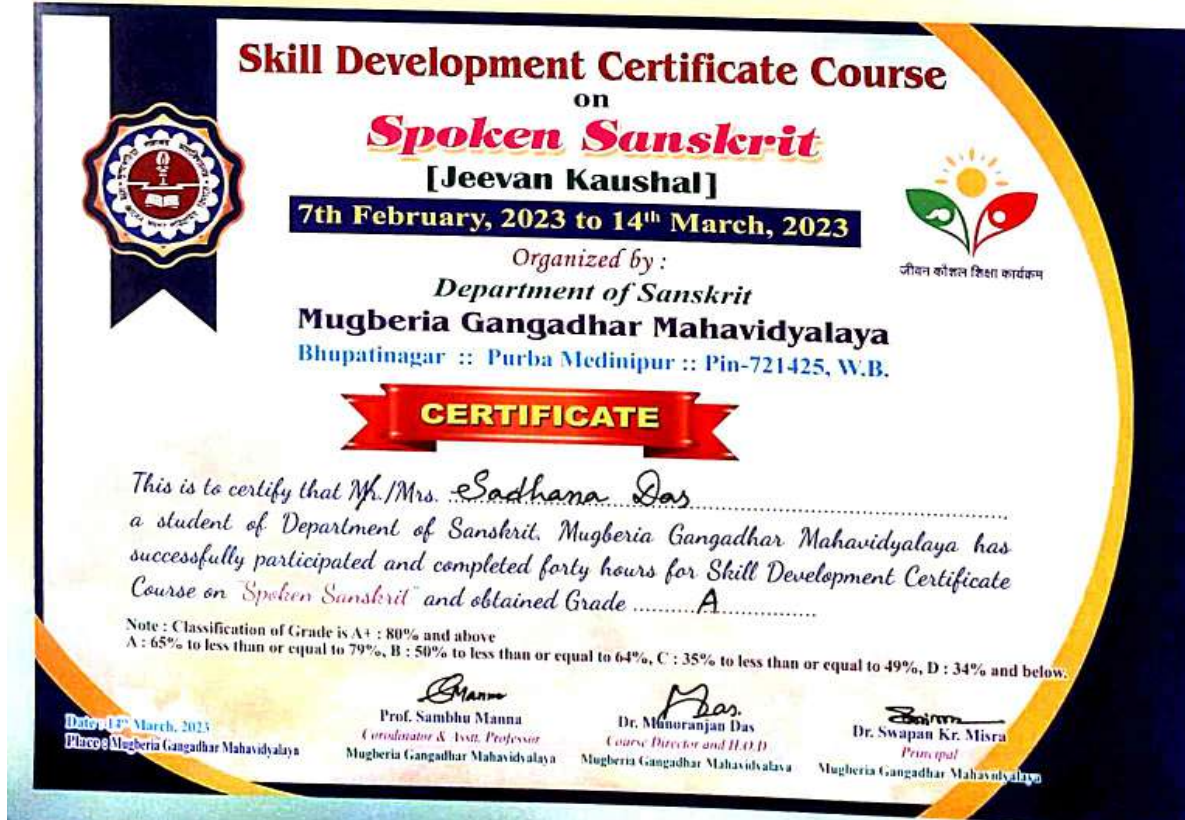 Skill Development Certificate Course
on
Spoken Sanskrit
[Jeevan Kaushal]
7th February, 2023 to 14th March, 2023
Organized by :
Department of Sanskrit
Mugberia Gangadhar Mahavidyalaya
Bhupatinagar :: Purba Medinipur :: Pin-721425, W.B.
जीवन कौशल शिक्षा कार्यक्रम
CERTIFICATE
This is to certify that Mr./Mrs. Sadhana Das
a student of Department of Sanskrit, Mugberia Gangadhar Mahavidyalaya has
successfully participated and completed forty hours for Skill Development Certificate
Course on "Spoken Sanskrit" and obtained Grade .......... A ..............
Note : Classification of Grade is A+ : 80% and above
A : 65% to less than or equal to 79%, B : 50% to less than or equal to 64%, C : 35% to less than or equal to 49%, D : 34% and below.
Date: 14th March, 2023
Place : Mugberia Gangadhar Mahavidyalaya
Manna
Prof. Sambhu Manna
Coordinator & Asstt. Professor
Mugberia Gangadhar Mahavidyalaya
Das.
Dr. Manoranjan Das
Course Director and H.O.D.
Mugberia Gangadhar Mahavidyalaya
Dr. Swapan Kr. Misra
Principal
Mugberia Gangadhar Mahavidyalaya